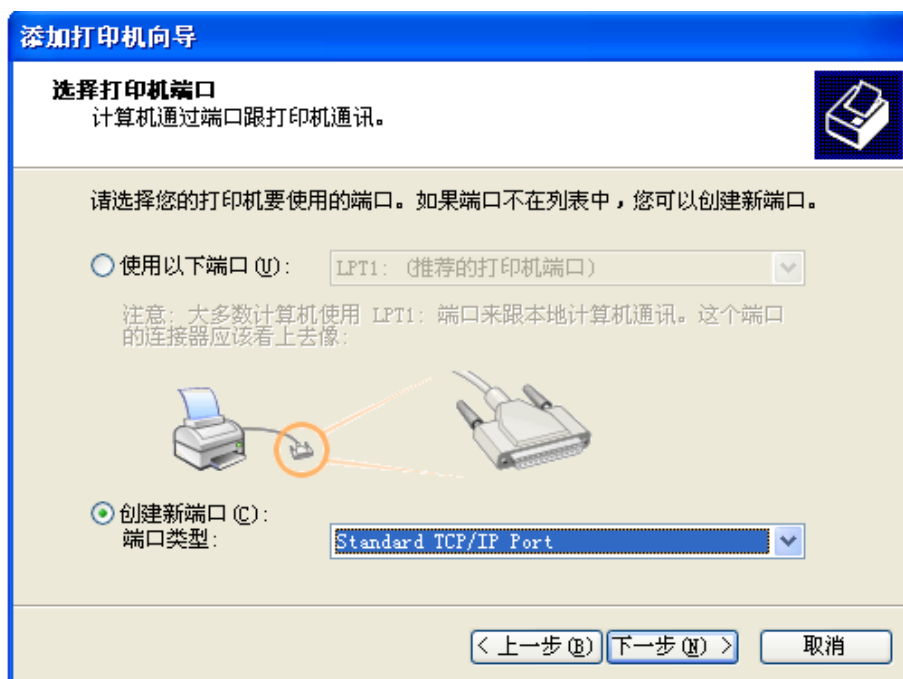 添加打印机向导
选择打印机端口
计算机通过端口跟打印机通讯。
请选择您的打印机要使用的端口。如果端口不在列表中，您可以创建新端口。
使用以下端口(U): LPT1: (推荐的打印机端口)
注意: 大多数计算机使用 LPT1: 端口来跟本地计算机通讯。这个端口
的连接器应该看上去像:
创建新端口(C):
端口类型: Standard TCP/IP Port
< 上一步(B) 下一步(N) > 取消